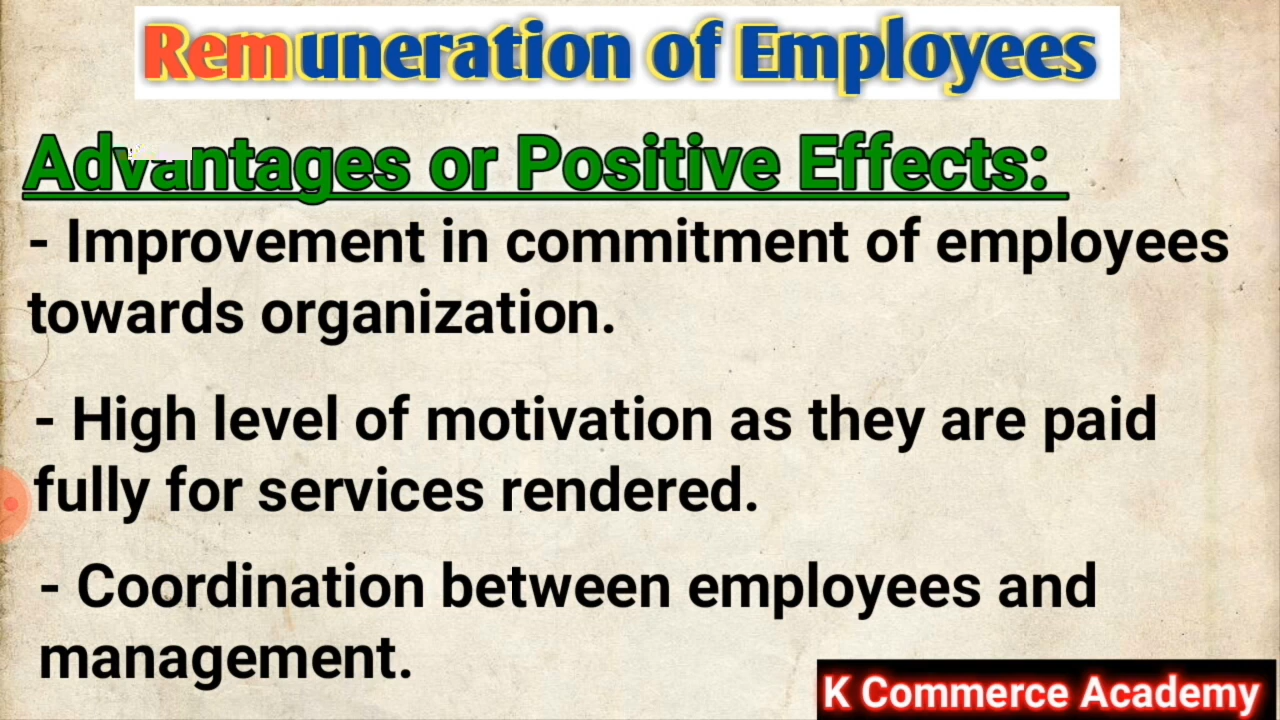 Remuneration of Employees
Advantages or Positive Effects:
- Improvement in commitment of employees
towards organization.
- High level of motivation as they are paid
fully for services rendered.
- Coordination between employees and
management.
K Commerce Academy